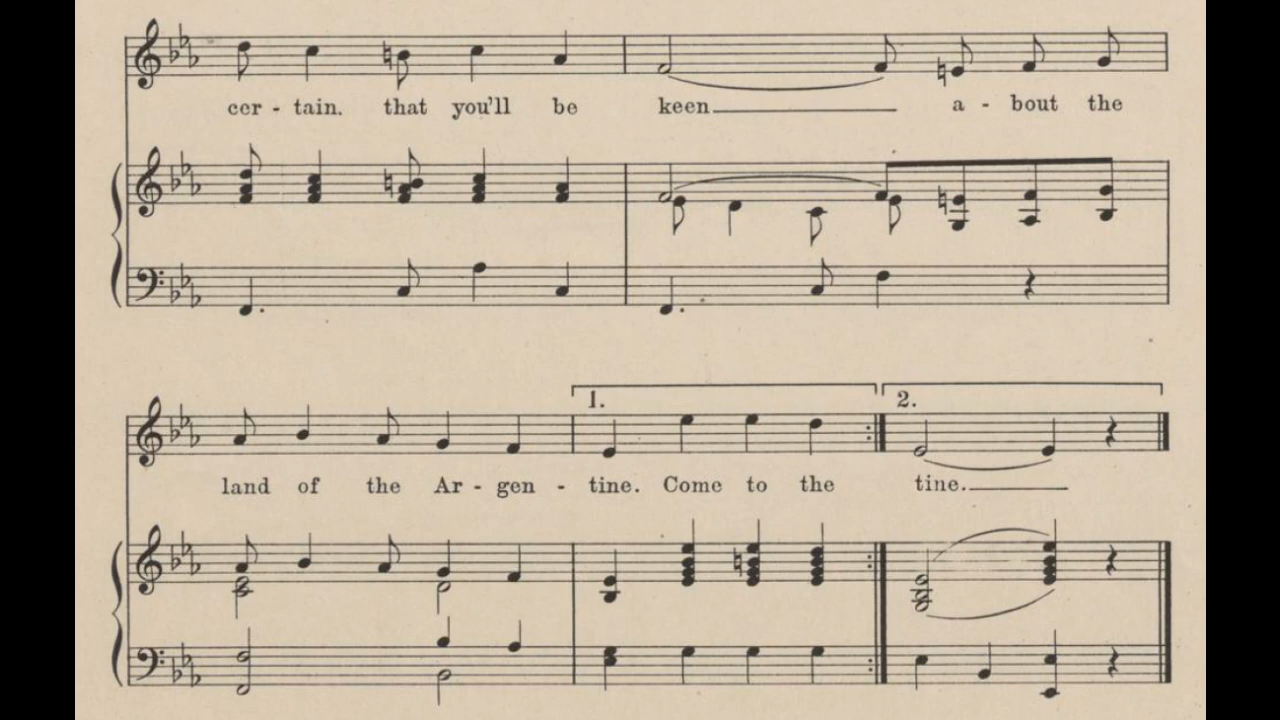 cer - tain. that you'll be keen a - bout the
1. 2.
land of the Ar - gen - tine. Come to the tine.